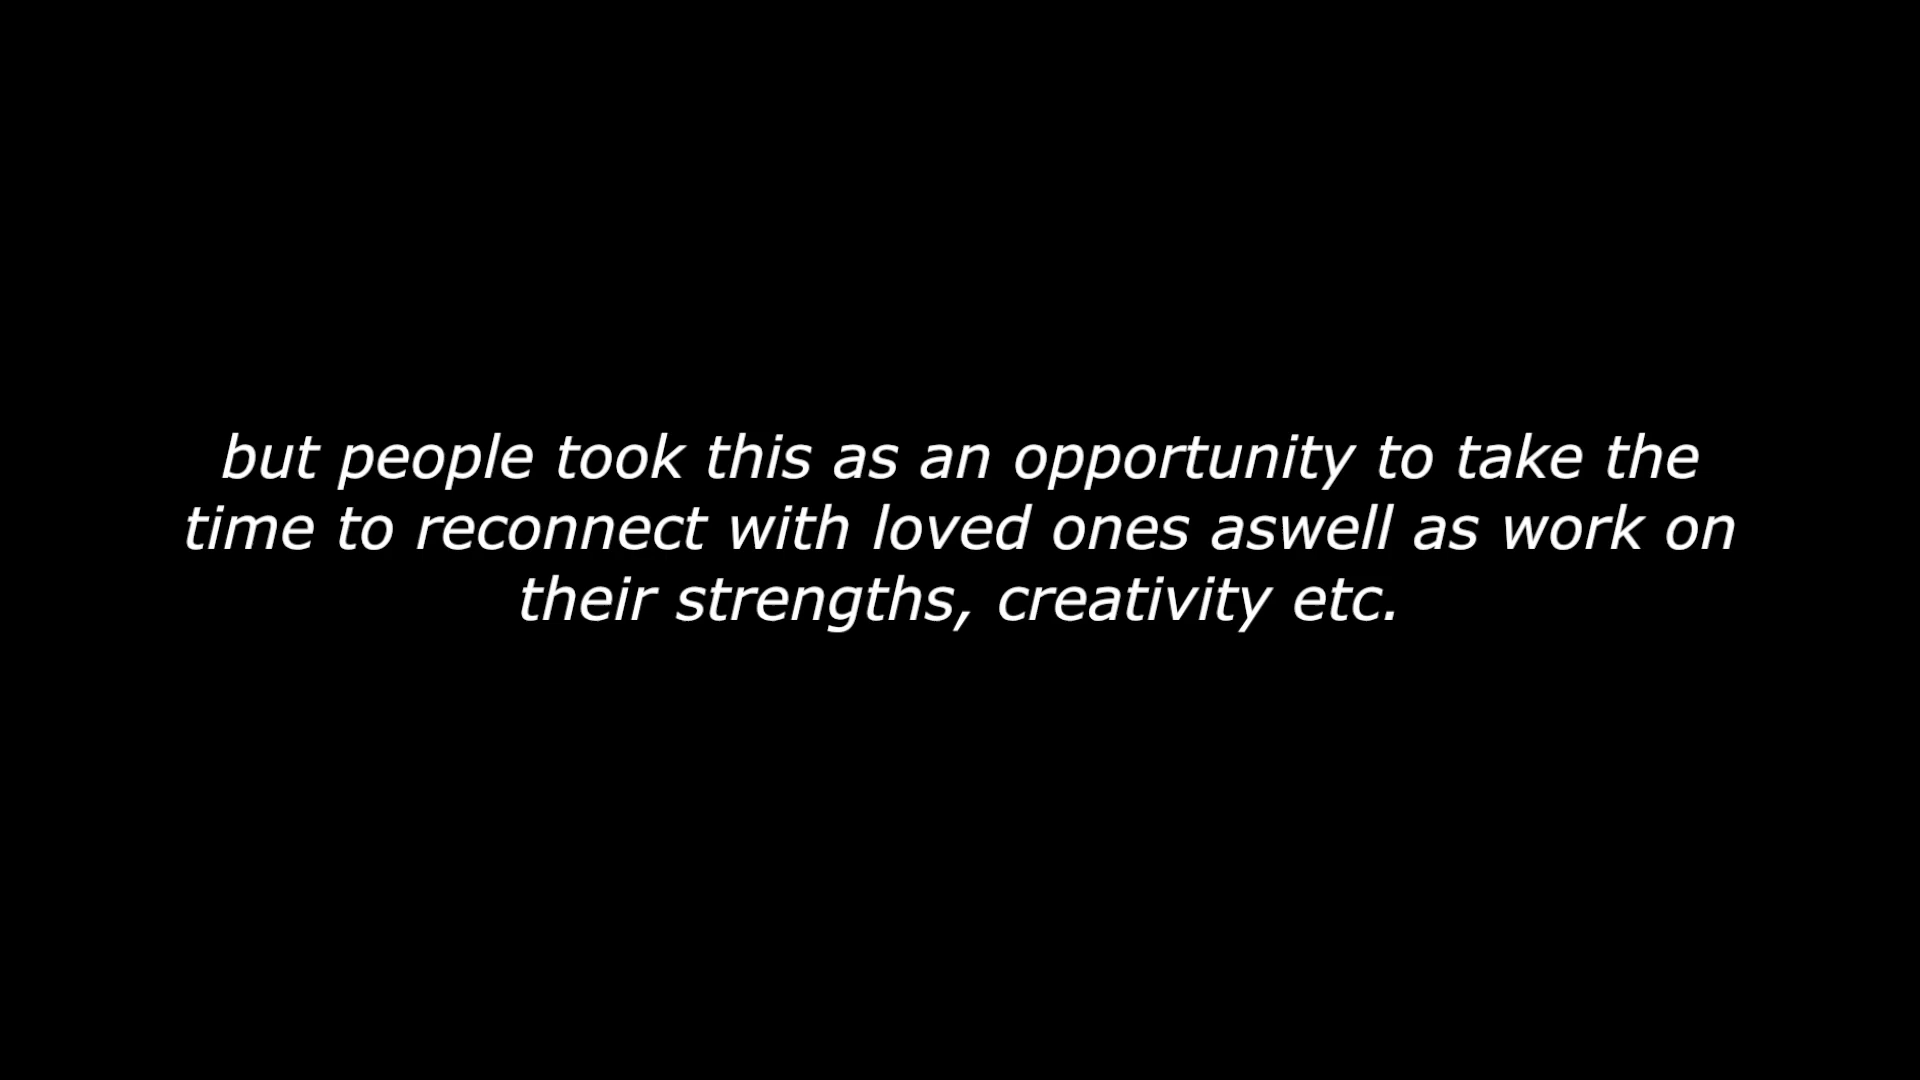 but people took this as an opportunity to take the
time to reconnect with loved ones aswell as work on
their strengths, creativity etc.